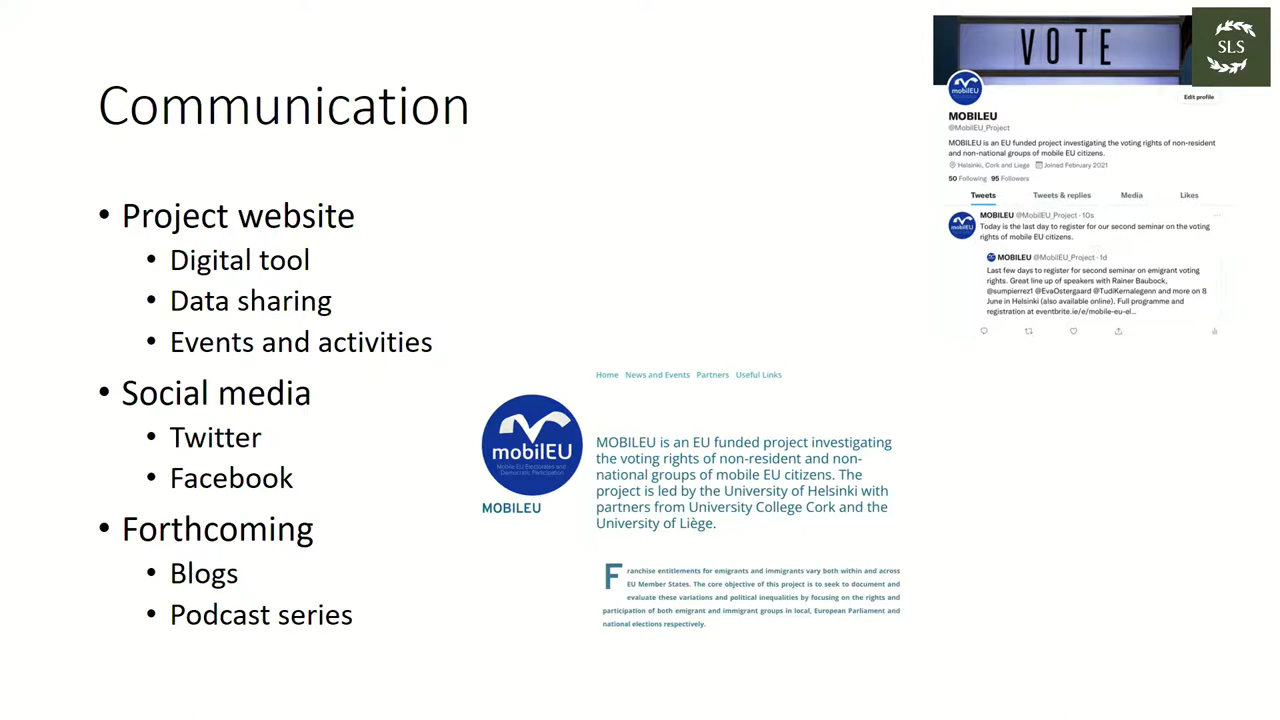 Communication
• Project website
• Digital tool
• Data sharing
• Events and activities
• Social media
• Twitter
• Facebook
• Forthcoming
• Blogs
• Podcast series
VOTE
SLS
mobilEU
Edit profile
MOBILEU
@MobilEU_Project
MOBILEU is an EU funded project investigating the voting rights of non-resident
and non-national groups of mobile EU citizens.
Helsinki, Cork and Liege Joined February 2021
50 Following 95 Followers
Tweets Tweets & replies Media Likes
MOBILEU @MobilEU_Project · 10s
Today is the last day to register for our second seminar on the voting
rights of mobile EU citizens.
MOBILEU @MobilEU_Project · 1d
Last few days to register for second seminar on emigrant voting
rights. Great line up of speakers with Rainer Baubock,
@sumpierrez1 @EvaOstergaard @TudiKernalegenn and more on 8
June in Helsinki (also available online). Full programme and
registration at eventbrite.ie/e/mobile-eu-el...
Home News and Events Partners Useful Links
mobilEU
Mobile EU Electorates and
Democratic Participation
MOBILEU
MOBILEU is an EU funded project investigating
the voting rights of non-resident and non-
national groups of mobile EU citizens. The
project is led by the University of Helsinki with
partners from University College Cork and the
University of Liège.
Franchise entitlements for emigrants and immigrants vary both within and across
EU Member States. The core objective of this project is to seek to document and
evaluate these variations and political inequalities by focusing on the rights and
participation of both emigrant and immigrant groups in local, European Parliament and
national elections respectively.